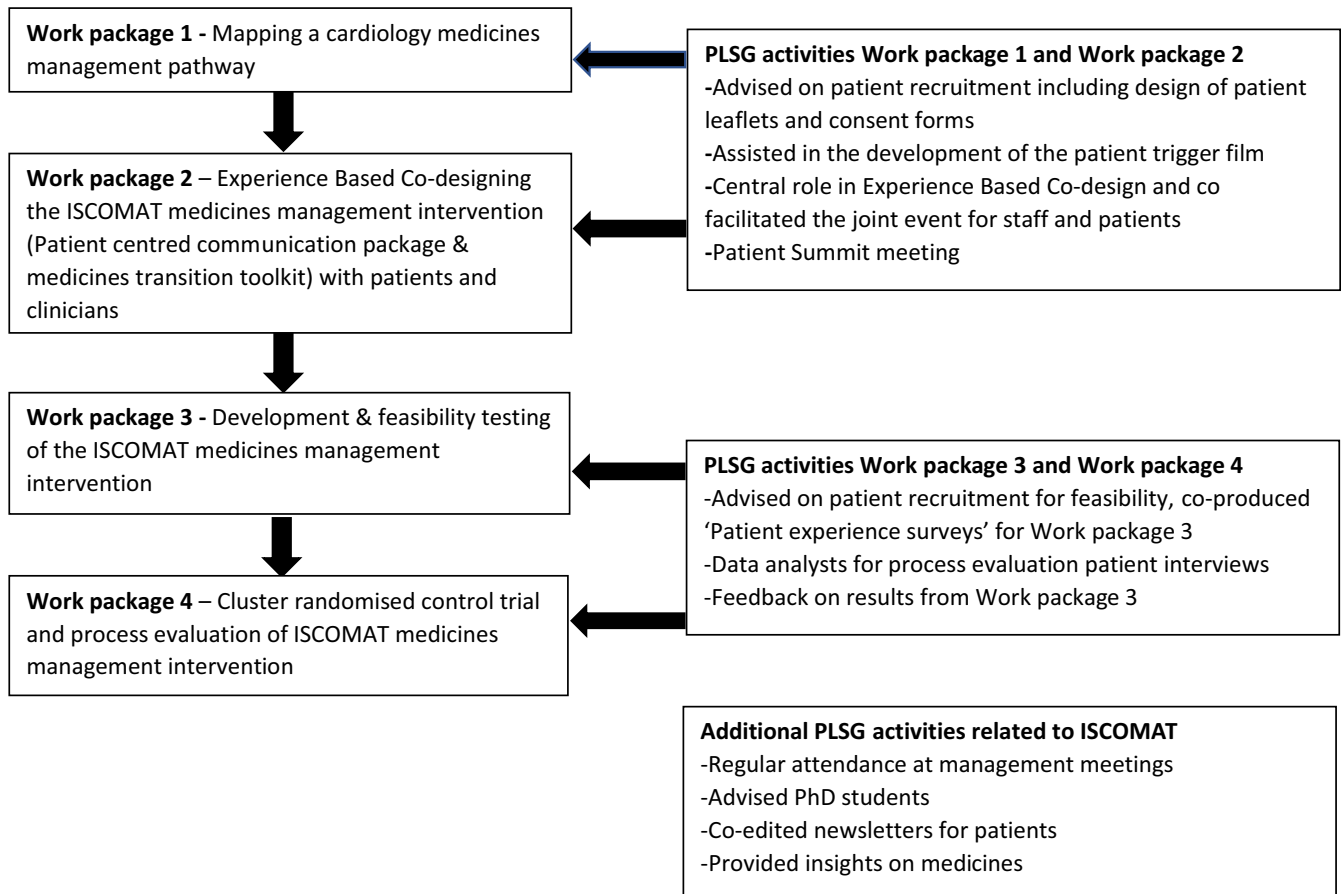 Work package 1 - Mapping a cardiology medicines
management pathway
Work package 2 – Experience Based Co-designing
the ISCOMAT medicines management intervention
(Patient centred communication package &
medicines transition toolkit) with patients and
clinicians
Work package 3 - Development & feasibility testing
of the ISCOMAT medicines management
intervention
Work package 4 – Cluster randomised control trial
and process evaluation of ISCOMAT medicines
management intervention
PLSG activities Work package 1 and Work package 2
-Advised on patient recruitment including design of patient
leaflets and consent forms
-Assisted in the development of the patient trigger film
-Central role in Experience Based Co-design and co
facilitated the joint event for staff and patients
-Patient Summit meeting
PLSG activities Work package 3 and Work package 4
-Advised on patient recruitment for feasibility, co-produced
‘Patient experience surveys’ for Work package 3
-Data analysts for process evaluation patient interviews
-Feedback on results from Work package 3
Additional PLSG activities related to ISCOMAT
-Regular attendance at management meetings
-Advised PhD students
-Co-edited newsletters for patients
-Provided insights on medicines